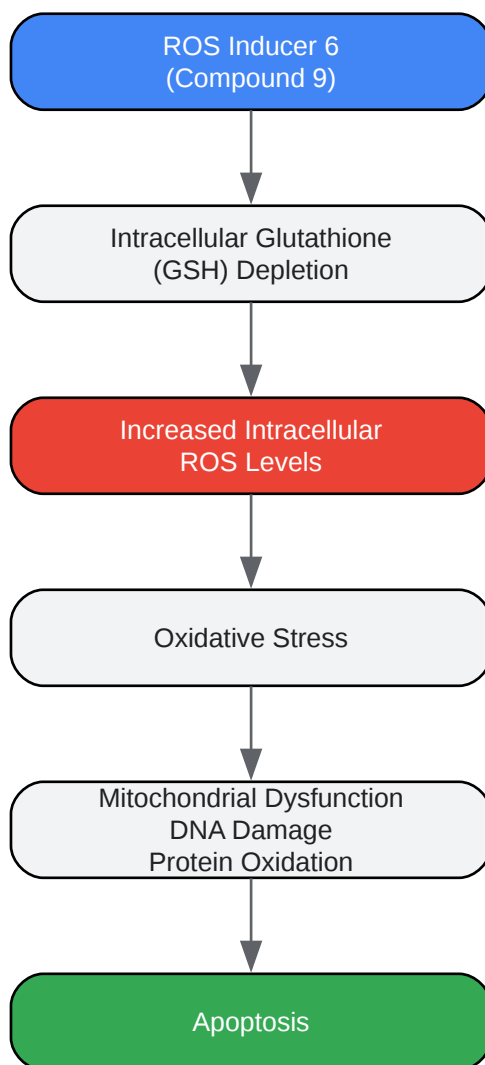 ROS Inducer 6
(Compound 9)
Intracellular Glutathione
(GSH) Depletion
Increased Intracellular
ROS Levels
Oxidative Stress
Mitochondrial Dysfunction
DNA Damage
Protein Oxidation
Apoptosis